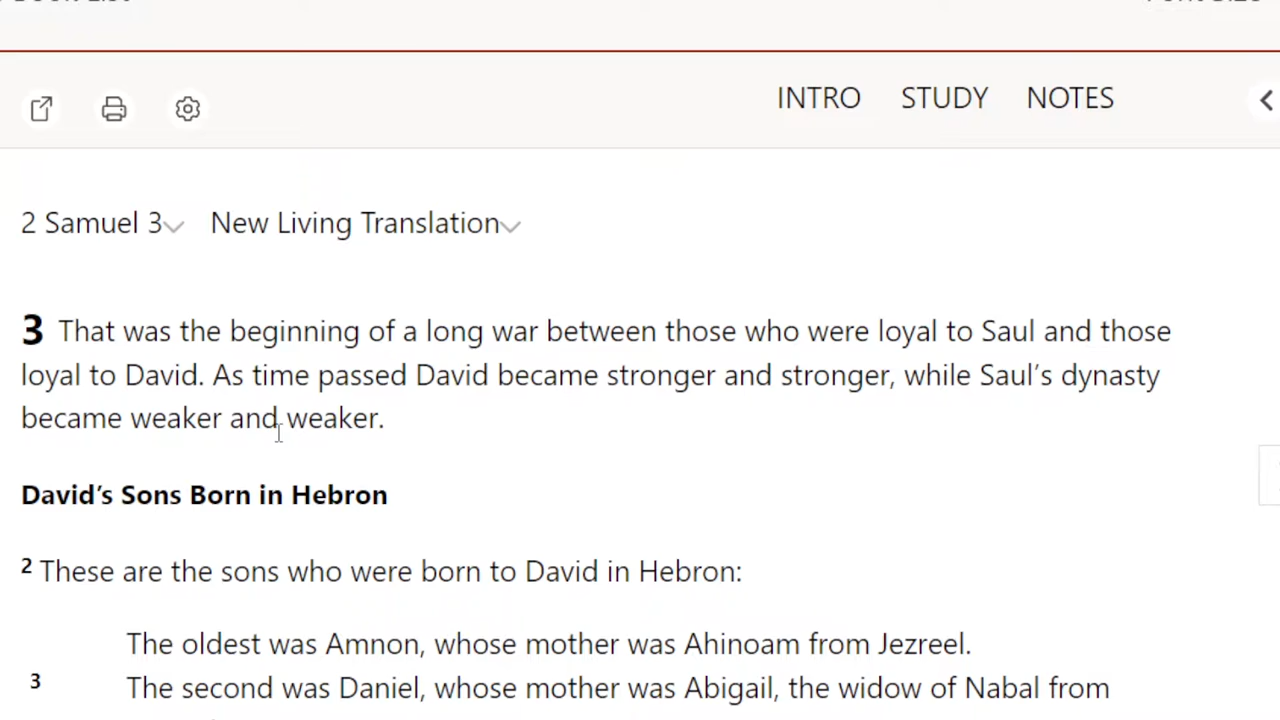 INTRO STUDY NOTES
2 Samuel 3 New Living Translation
3 That was the beginning of a long war between those who were loyal to Saul and those
loyal to David. As time passed David became stronger and stronger, while Saul’s dynasty
became weaker and weaker.
David’s Sons Born in Hebron
2 These are the sons who were born to David in Hebron:
The oldest was Amnon, whose mother was Ahinoam from Jezreel.
3 The second was Daniel, whose mother was Abigail, the widow of Nabal from